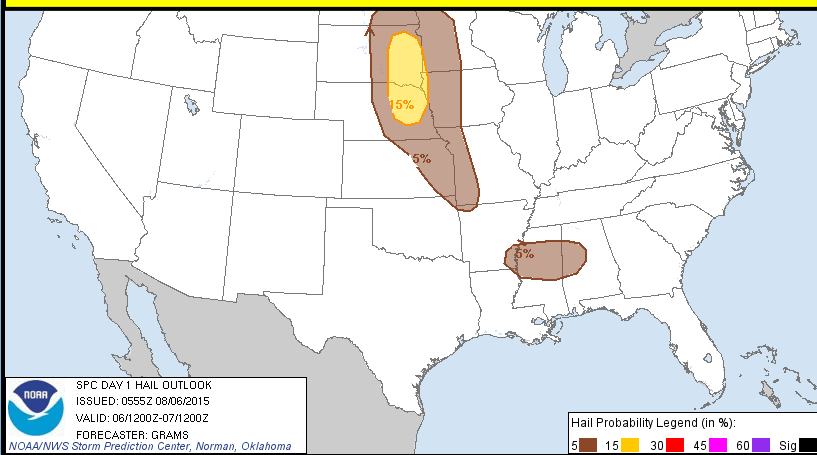 15%
5%
5%
NOAA
SPC DAY 1 HAIL OUTLOOK
ISSUED: 0555Z 08/06/2015
VALID: 06/1200Z-07/1200Z
FORECASTER: GRAMS
NOAA/NWS Storm Prediction Center, Norman, Oklahoma
Hail Probability Legend (in %):
5 15 30 45 60 Sig